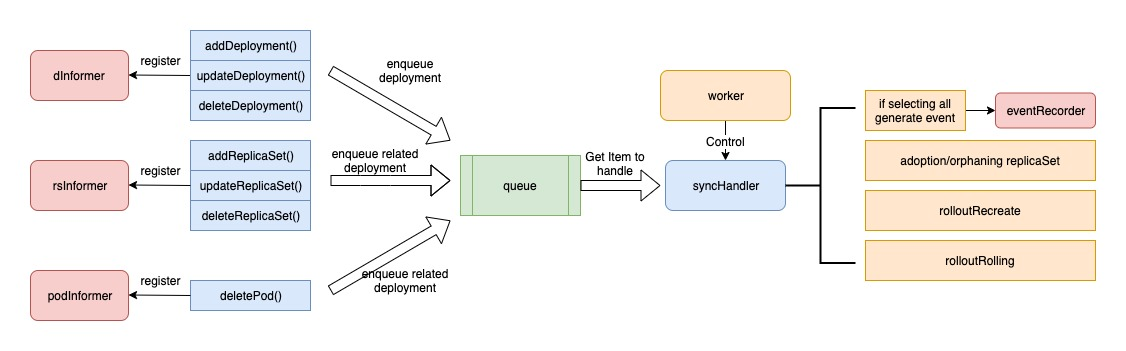 dInformer
register
addDeployment()
updateDeployment()
deleteDeployment()
enqueue
deployment
rsInformer
register
addReplicaSet()
updateReplicaSet()
deleteReplicaSet()
enqueue related
deployment
podInformer
register
deletePod()
enqueue related
deployment
queue
Get Item to
handle
worker
Control
syncHandler
if selecting all
generate event
eventRecorder
adoption/orphaning replicaSet
rolloutRecreate
rolloutRolling